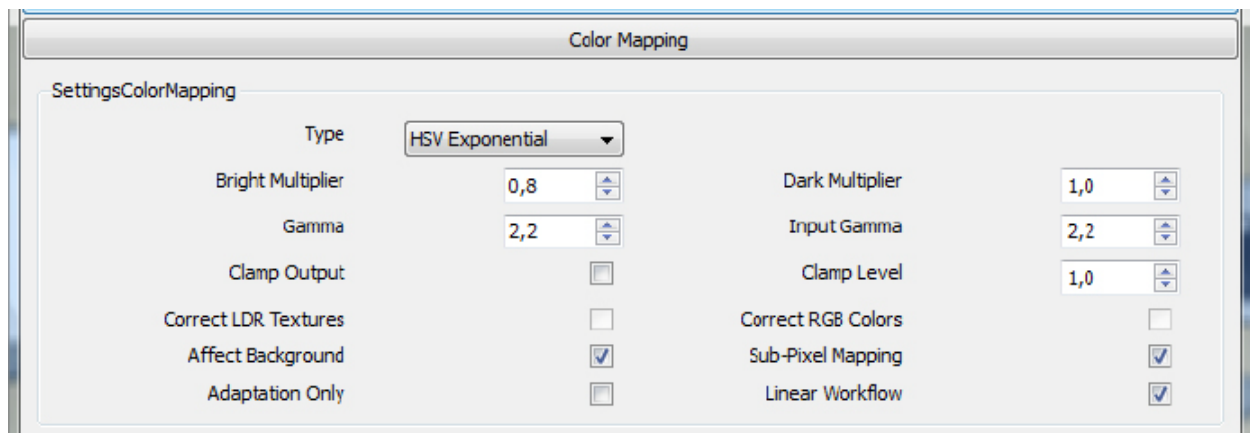 Color Mapping
SettingsColorMapping
Type HSV Exponential
Bright Multiplier 0,8 Dark Multiplier 1,0
Gamma 2,2 Input Gamma 2,2
Clamp Output Clamp Level 1,0
Correct LDR Textures Correct RGB Colors
Affect Background Sub-Pixel Mapping
Adaptation Only Linear Workflow